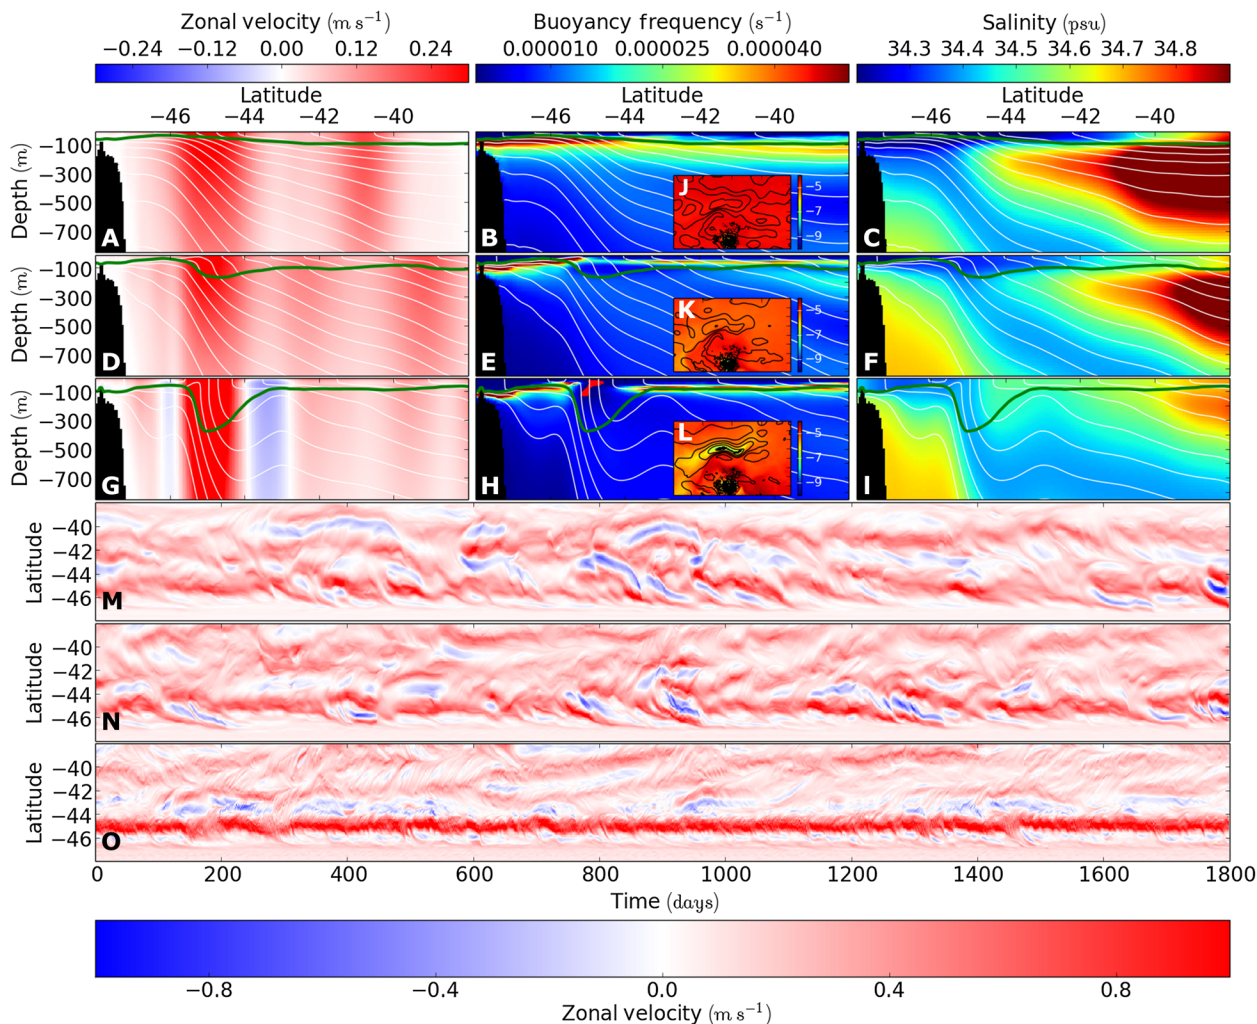 Zonal velocity (m s⁻¹) Buoyancy frequency (s⁻¹) Salinity (psu)
−0.24 −0.12 0.00 0.12 0.24 0.000010 0.000025 0.000040 34.3 34.4 34.5 34.6 34.7 34.8
Latitude Latitude Latitude
−46 −44 −42 −40 −46 −44 −42 −40 −46 −44 −42 −40
Depth (m) −100 −300 −500 −700 A B J −5 −7 −9 C
Depth (m) −100 −300 −500 −700 D E K −5 −7 −9 F
Depth (m) −100 −300 −500 −700 G H L −5 −7 −9 I
Latitude −40 −42 −44 −46 M
Latitude −40 −42 −44 −46 N
Latitude −40 −42 −44 −46 O
0 200 400 600 800 1000 1200 1400 1600 1800
Time (days)
−0.8 −0.4 0.0 0.4 0.8
Zonal velocity (m s⁻¹)